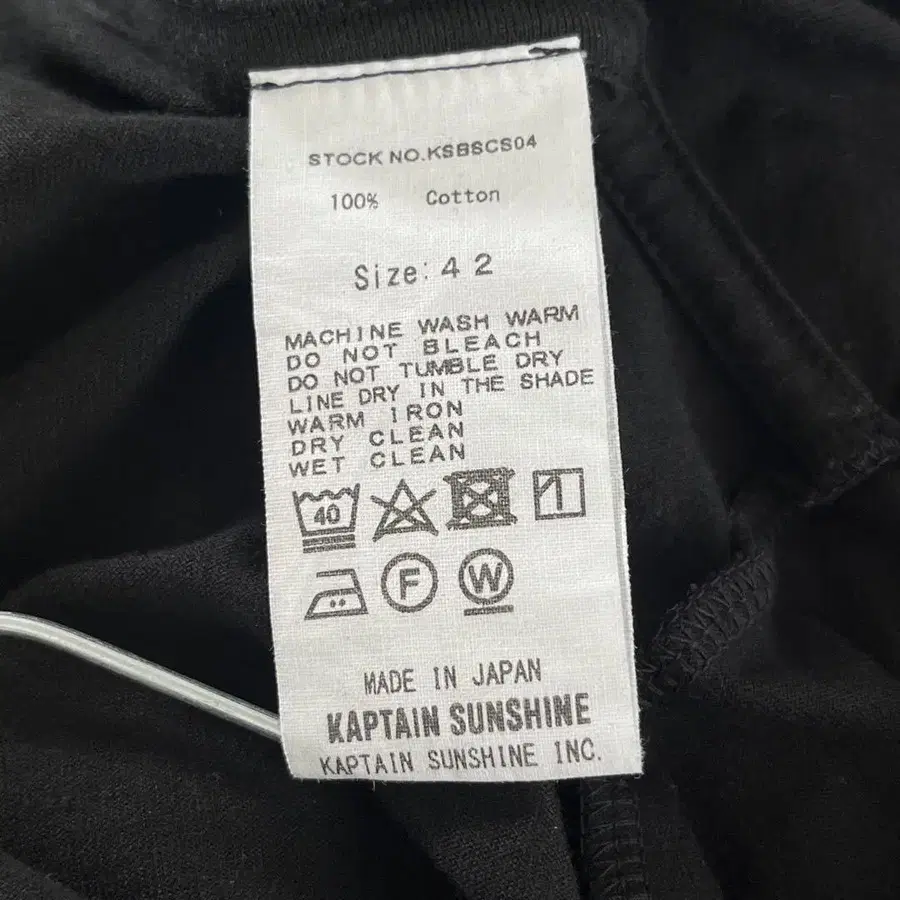 STOCK NO.KSBSCS04
100% Cotton
Size: 42
MACHINE WASH WARM
DO NOT BLEACH
DO NOT TUMBLE DRY
LINE DRY IN THE SHADE
WARM IRON
DRY CLEAN
WET CLEAN
40
F W
MADE IN JAPAN
KAPTAIN SUNSHINE
KAPTAIN SUNSHINE INC.